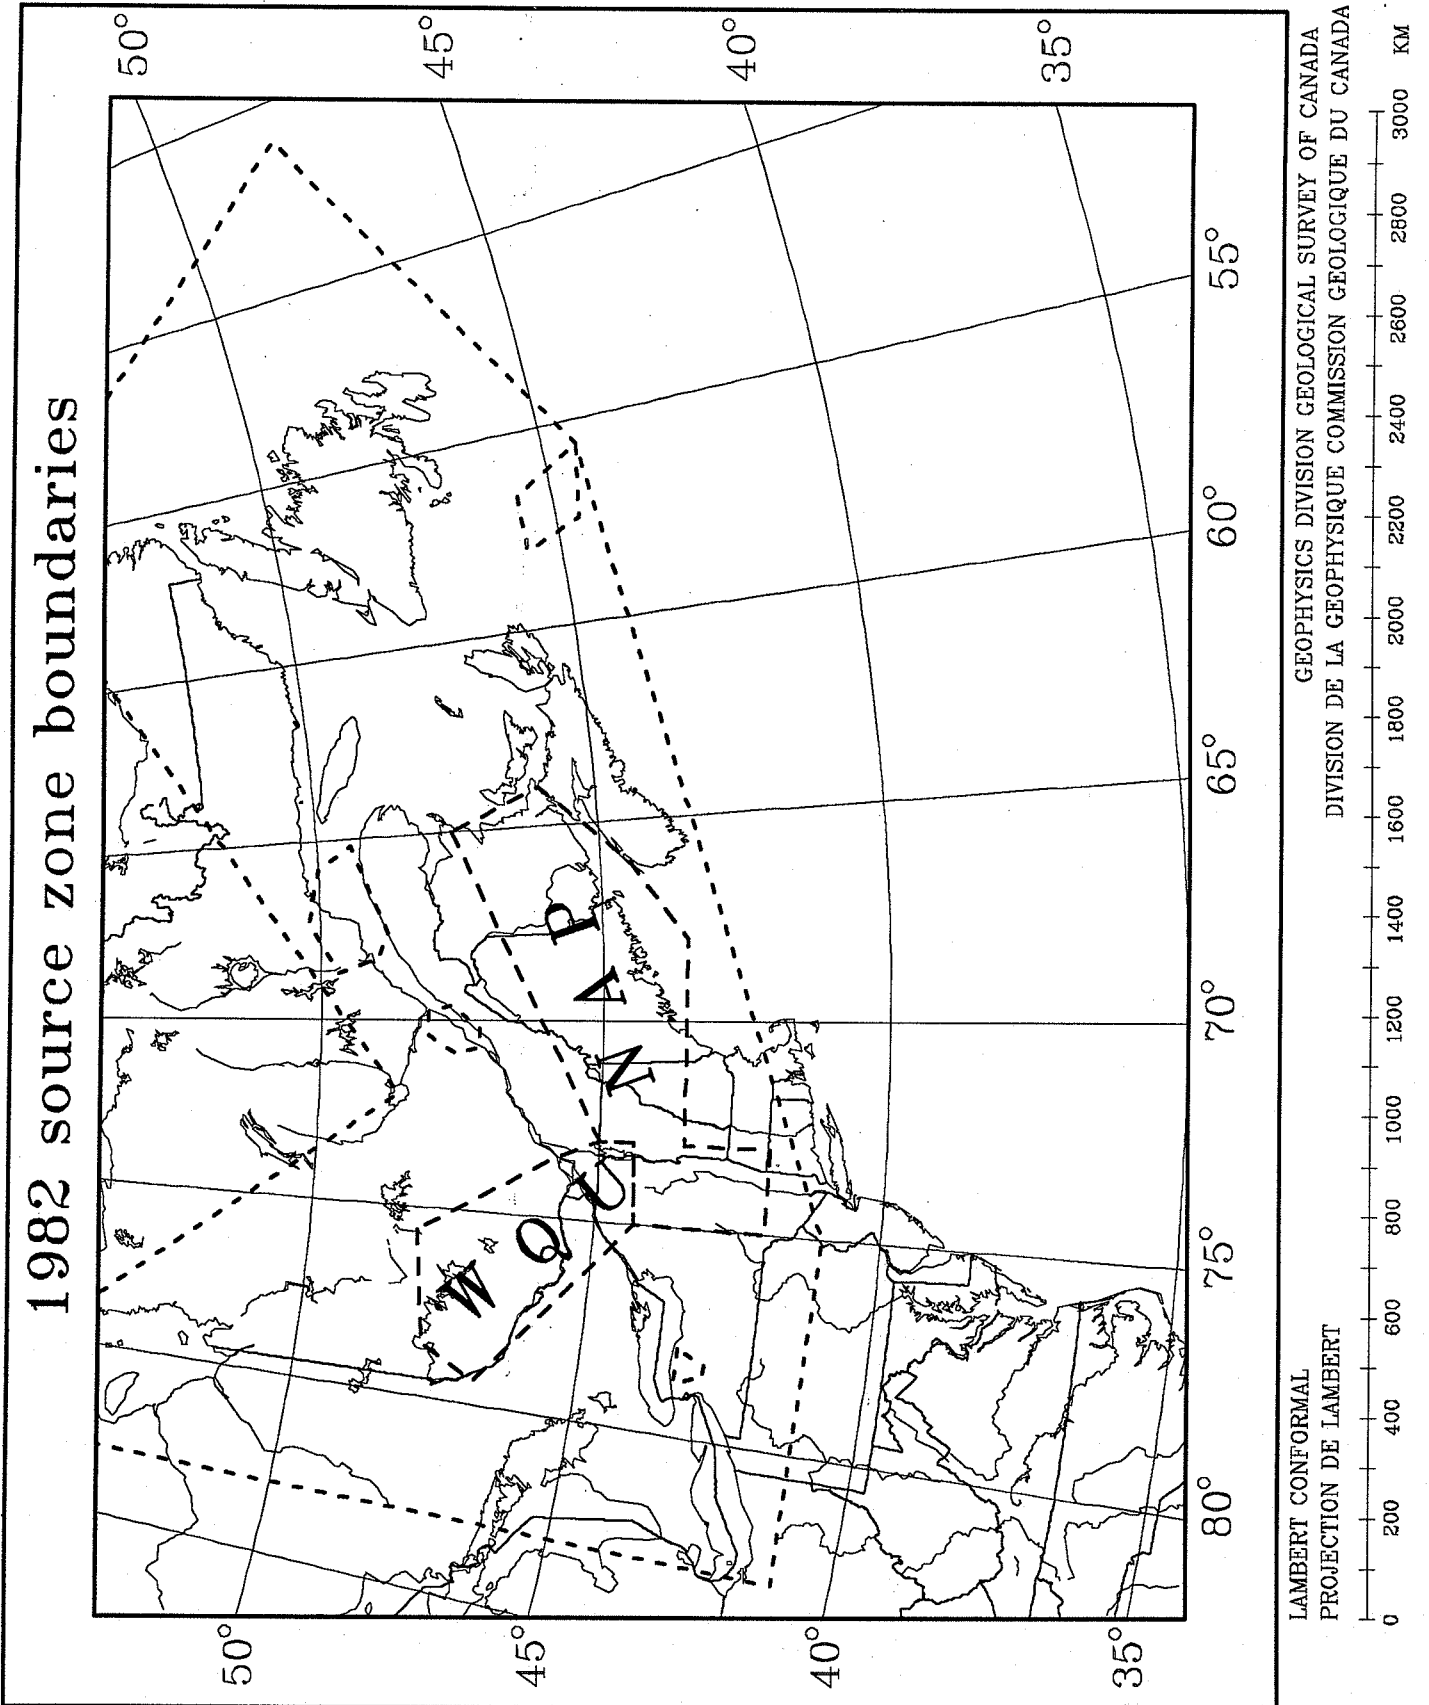 1982 source zone boundaries
50°
45°
40°
35°
W Q U
N A P
50°
45°
40°
35°
80°
75°
70°
65°
60°
55°
LAMBERT CONFORMAL
PROJECTION DE LAMBERT
GEOPHYSICS DIVISION GEOLOGICAL SURVEY OF CANADA
DIVISION DE LA GEOPHYSIQUE COMMISSION GEOLOGIQUE DU CANADA
0 200 400 600 800 1000 1200 1400 1600 1800 2000 2200 2400 2600 2800 3000 KM